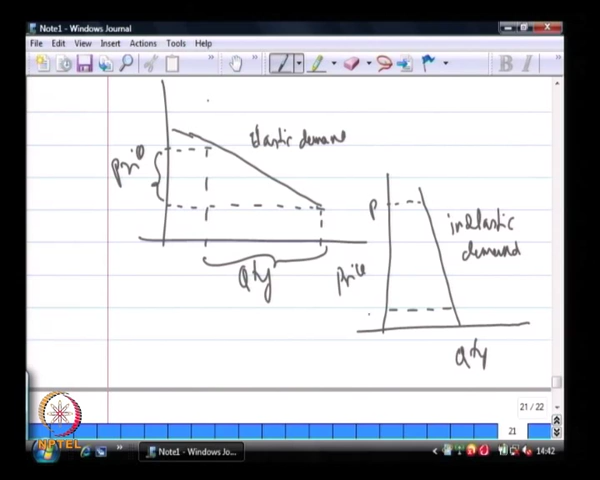 Note1 - Windows Journal
File Edit View Insert Actions Tools Help
B I
Elastic demand
price
Qty
price
P
inelastic
demand
Qty
21 / 22
21
NPTEL
Note1 - Windows Jo...
14:42